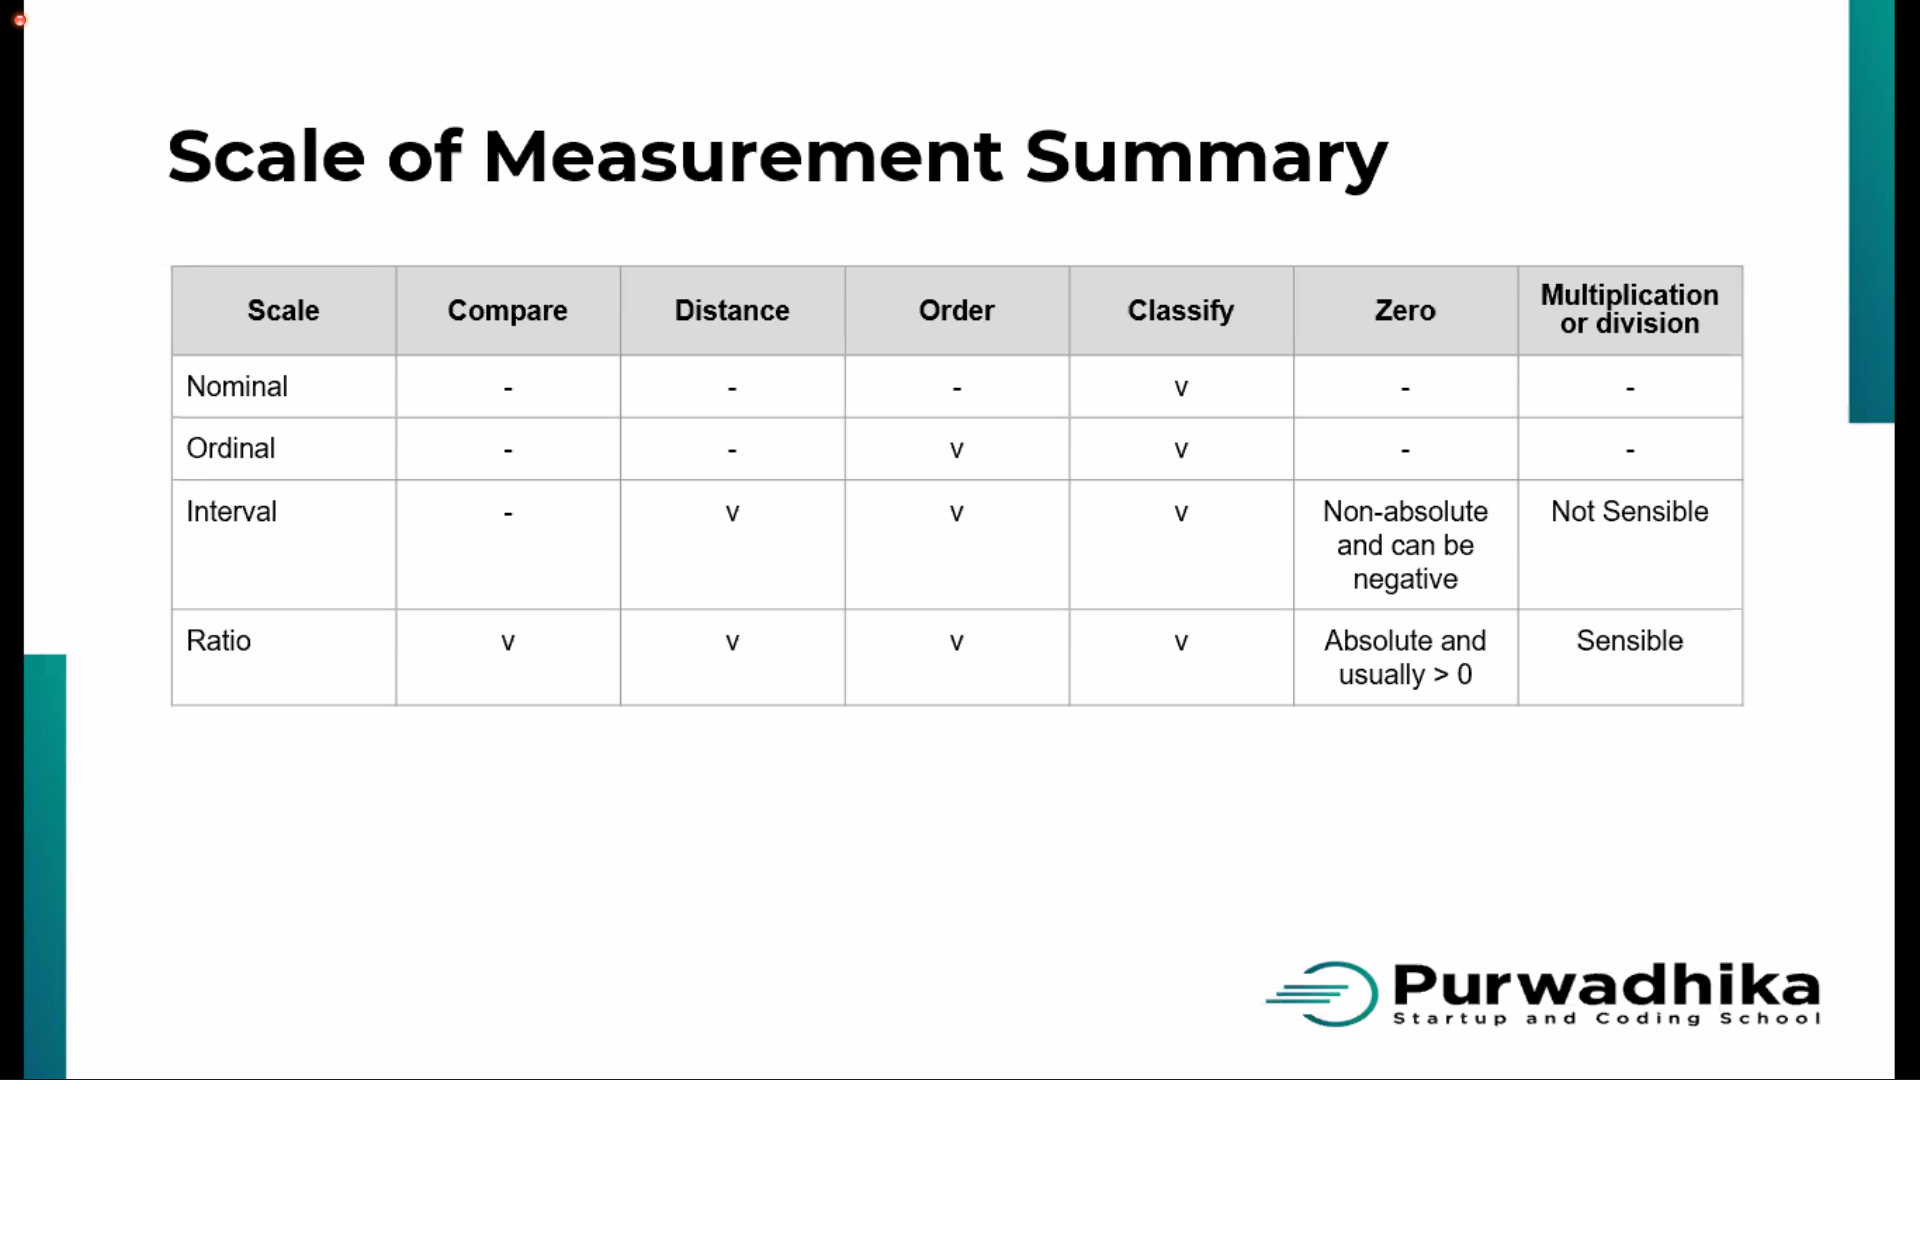 Scale of Measurement Summary
Scale Compare Distance Order Classify Zero Multiplication or division
Nominal - - - v - -
Ordinal - - v v - -
Interval - v v v Non-absolute and can be negative Not Sensible
Ratio v v v v Absolute and usually > 0 Sensible
Purwadhika
Startup and Coding School